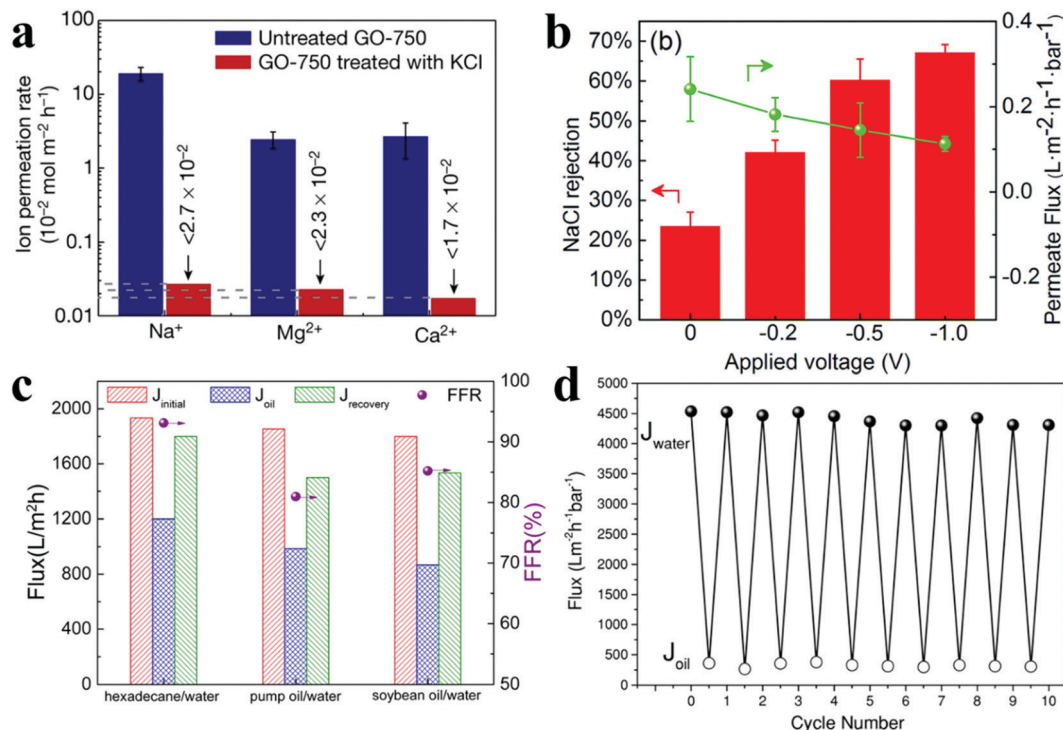 a
Ion permeation rate
(10⁻² mol m⁻² h⁻¹)
100
10
1
0.1
0.01
Untreated GO-750
GO-750 treated with KCl
<2.7 × 10⁻²
<2.3 × 10⁻²
<1.7 × 10⁻²
Na⁺
Mg²⁺
Ca²⁺
b
(b)
NaCl rejection
70%
60%
50%
40%
30%
20%
10%
0%
0.4
0.2
0.0
-0.2
Permeate Flux (L·m-2·h-1·bar-1)
0
-0.2
-0.5
-1.0
Applied voltage (V)
c
Flux(L/m²h)
2000
1600
1200
800
400
0
J initial
J oil
J recovery
FFR
100
90
80
70
60
50
FFR(%)
hexadecane/water
pump oil/water
soybean oil/water
d
Flux (Lm⁻²h⁻¹bar⁻¹)
5000
4500
4000
3500
3000
2500
2000
1500
1000
500
0
J water
J oil
0 1 2 3 4 5 6 7 8 9 10
Cycle Number